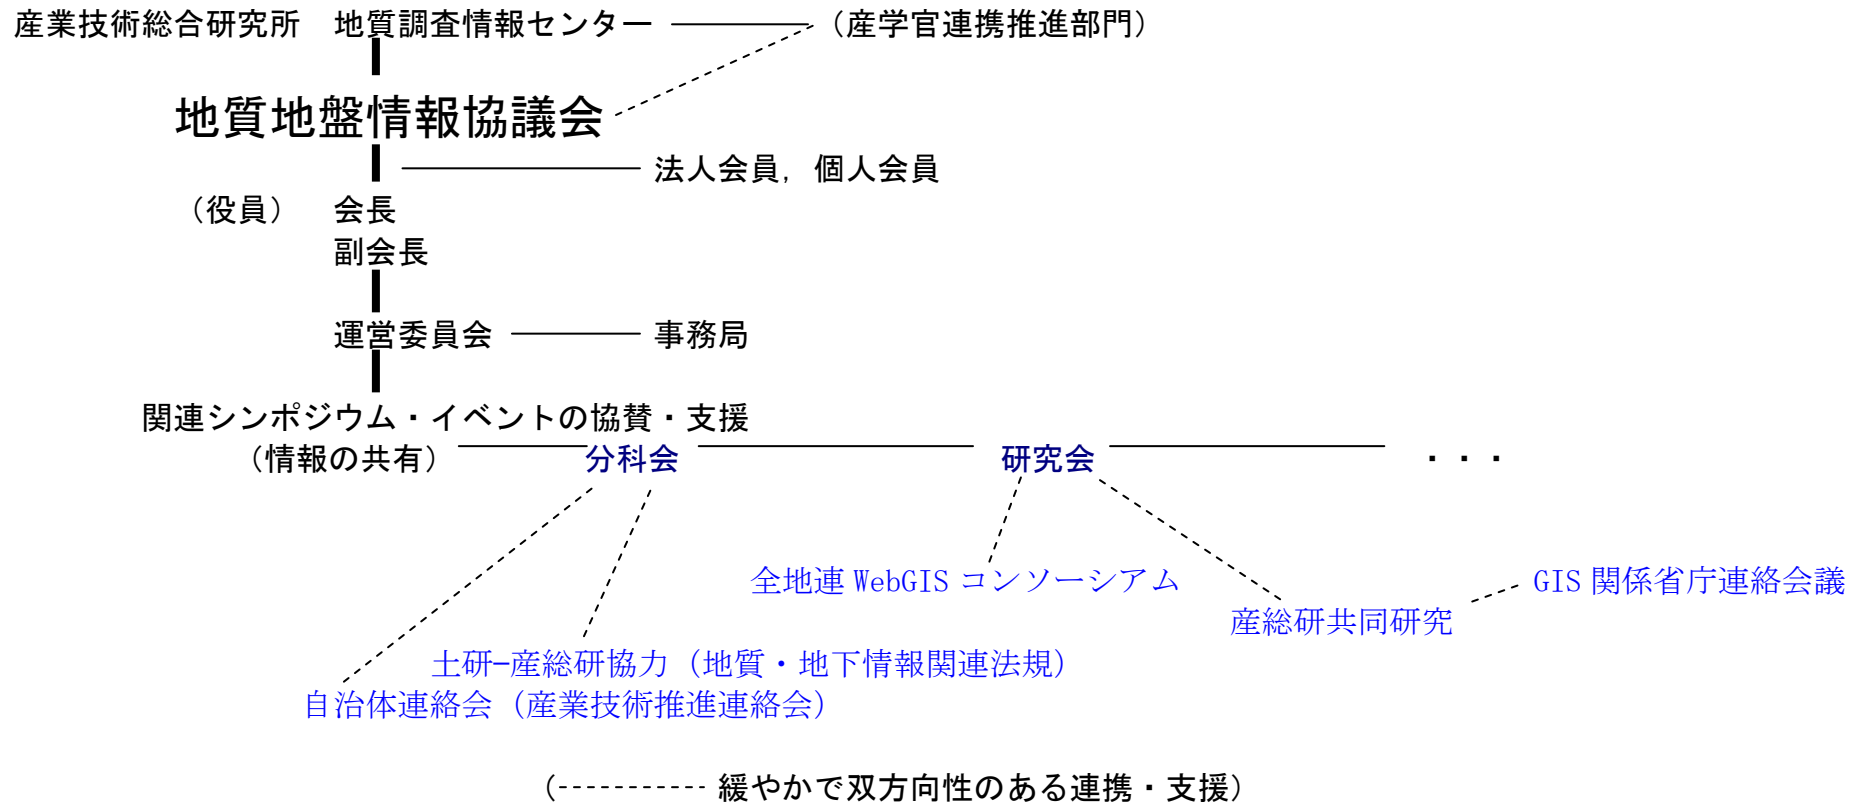 産業技術総合研究所　地質調査情報センター （産学官連携推進部門）
地質地盤情報協議会
法人会員，個人会員
（役員）　会長
副会長
運営委員会 事務局
関連シンポジウム・イベントの協賛・支援
（情報の共有） 分科会 研究会 ・・・
全地連 WebGIS コンソーシアム GIS 関係省庁連絡会議
産総研共同研究
土研−産総研協力（地質・地下情報関連法規）
自治体連絡会（産業技術推進連絡会）
（----------- 緩やかで双方向性のある連携・支援）